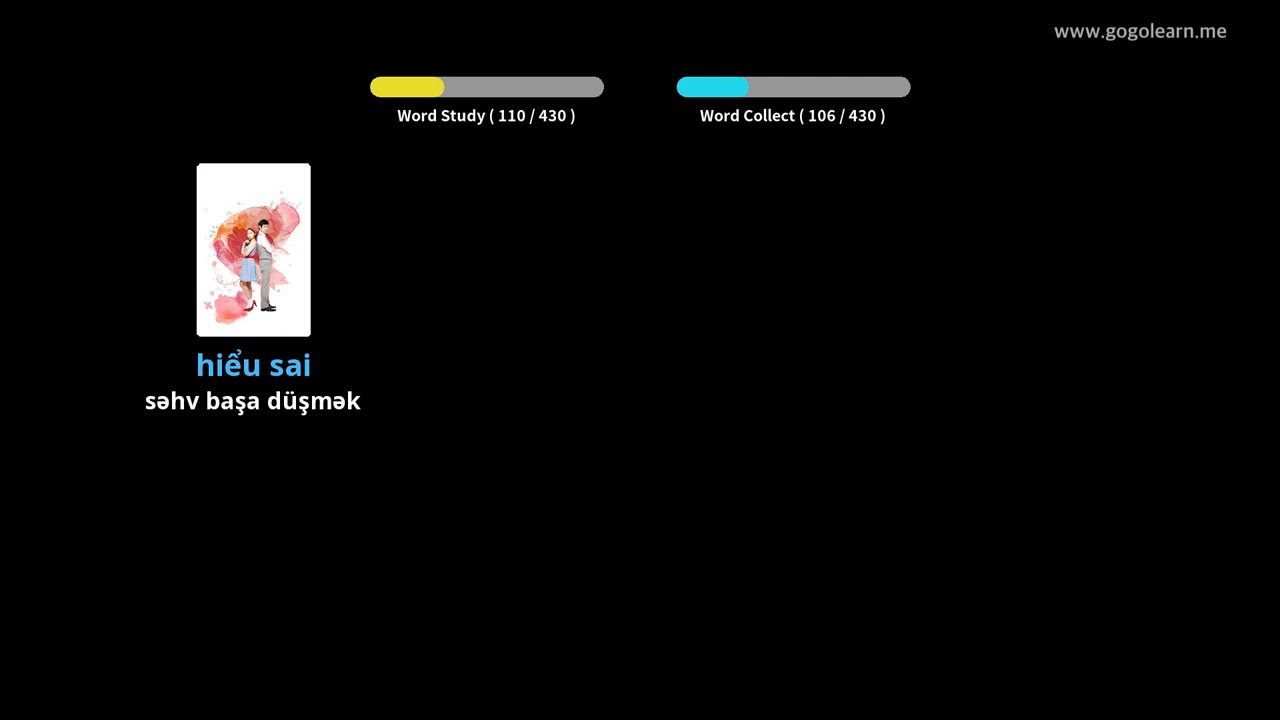 www.gogolearn.me
Word Study ( 110 / 430 )
Word Collect ( 106 / 430 )
hiểu sai
səhv başa düşmək